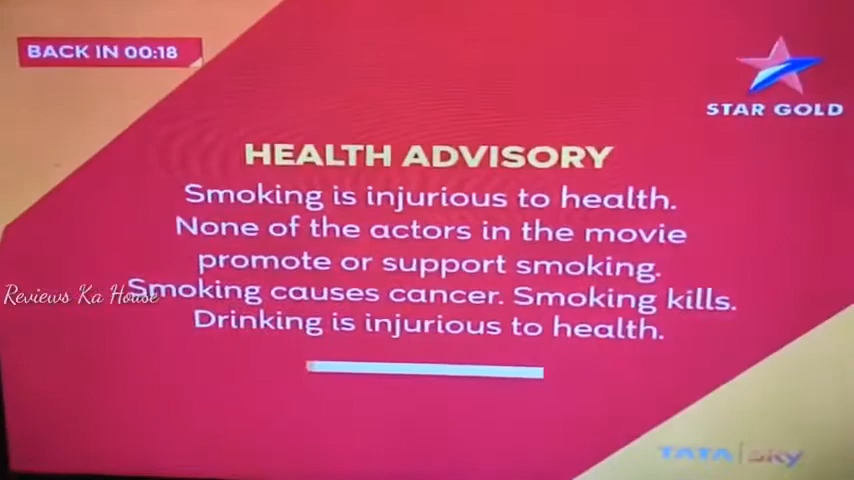 BACK IN 00:18
STAR GOLD
HEALTH ADVISORY
Smoking is injurious to health.
None of the actors in the movie
promote or support smoking.
Smoking causes cancer. Smoking kills.
Drinking is injurious to health.
Reviews Ka House
TATA | sky